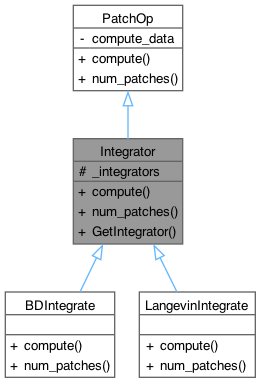 PatchOp
- compute_data
+ compute()
+ num_patches()
Integrator
# _integrators
+ compute()
+ num_patches()
+ GetIntegrator()
BDIntegrate
+ compute()
+ num_patches()
LangevinIntegrate
+ compute()
+ num_patches()